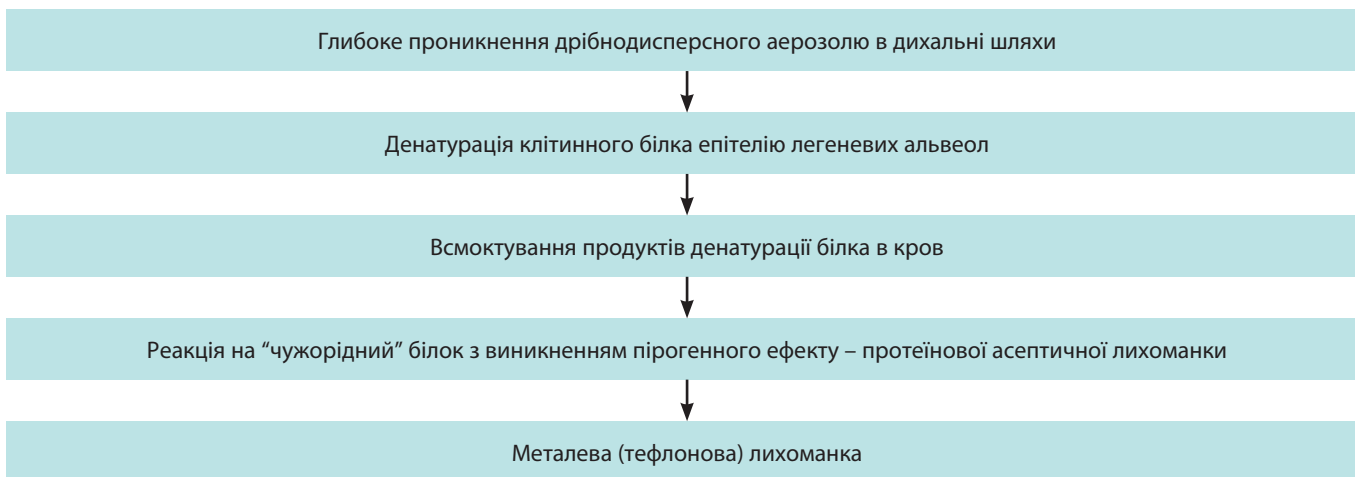 Глибоке проникнення дрібнодисперсного аерозолю в дихальні шляхи
Денатурація клітинного білка епітелію легеневих альвеол
Всмоктування продуктів денатурації білка в кров
Реакція на “чужорідний” білок з виникненням пірогенного ефекту – протеїнової асептичної лихоманки
Металева (тефлонова) лихоманка